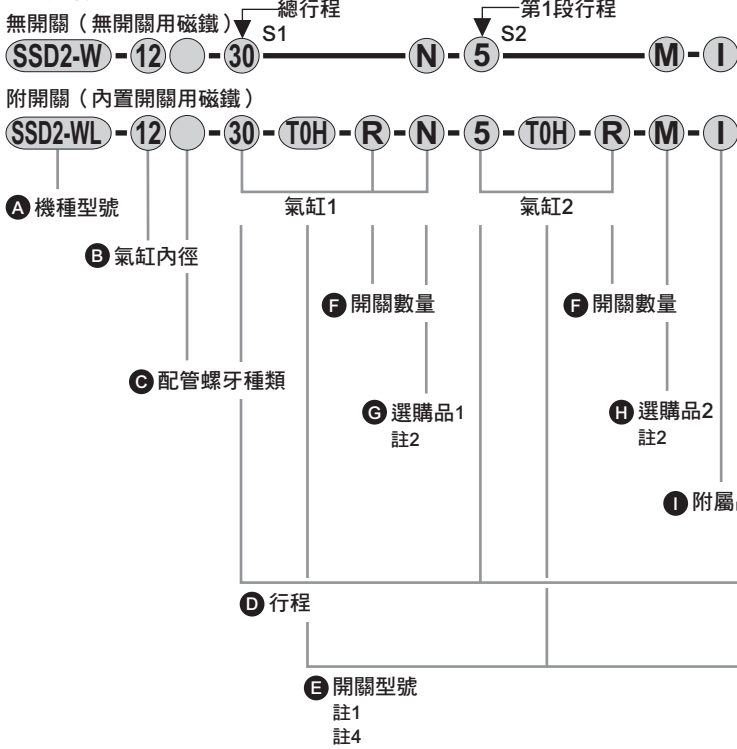 總行程
第1段行程
無開關（無開關用磁鐵）
S1
S2
SSD2-W - 12 - 30 N - 5 M - I
附開關（內置開關用磁鐵）
SSD2-WL - 12 - 30 - T0H - R - N - 5 - T0H - R - M - I
A 機種型號
氣缸1
氣缸2
B 氣缸內徑
F 開關數量
F 開關數量
C 配管螺牙種類
G 選購品1
註2
H 選購品2
註2
I 附屬
D 行程
E 開關型號
註1
註4